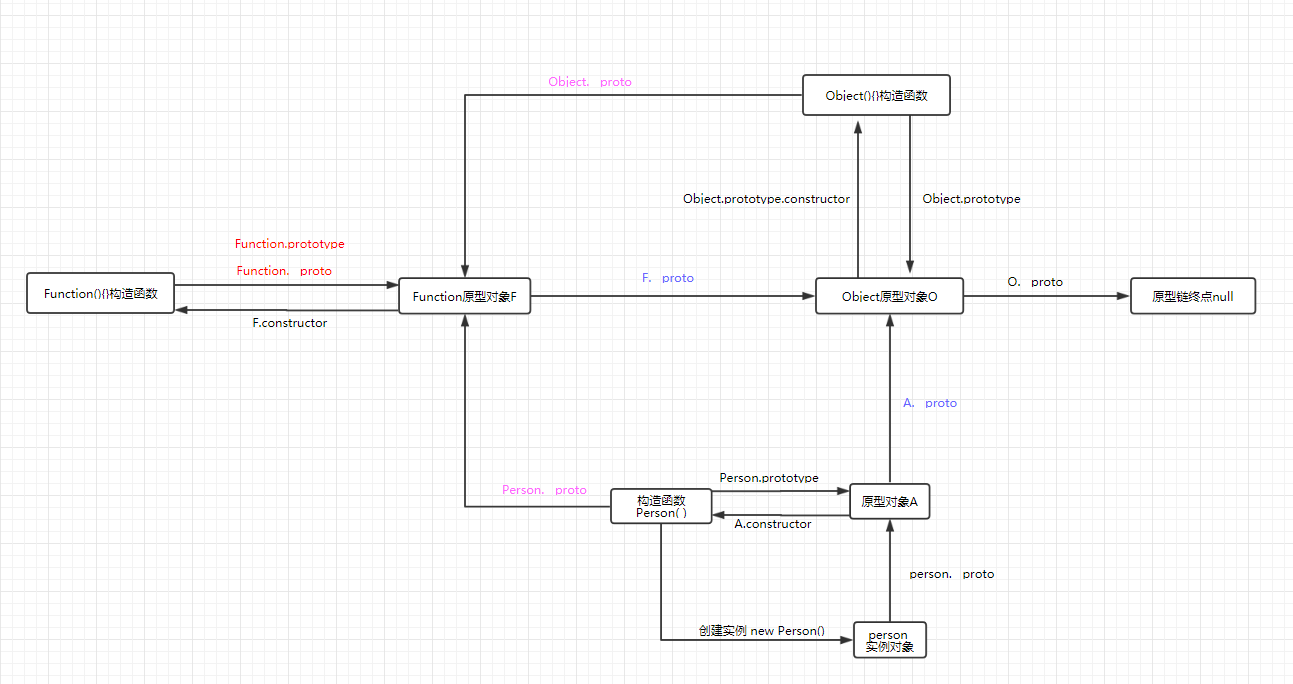 Object.　proto
Object(){}构造函数
Object.prototype.constructor
Object.prototype
Function.prototype
Function.　proto
Function(){}构造函数
F.constructor
Function原型对象F
F.　proto
Object原型对象O
O.　proto
原型链终点null
A.　proto
Person.　proto
构造函数
Person( )
Person.prototype
A.constructor
原型对象A
person.　proto
创建实例 new Person()
person
实例对象